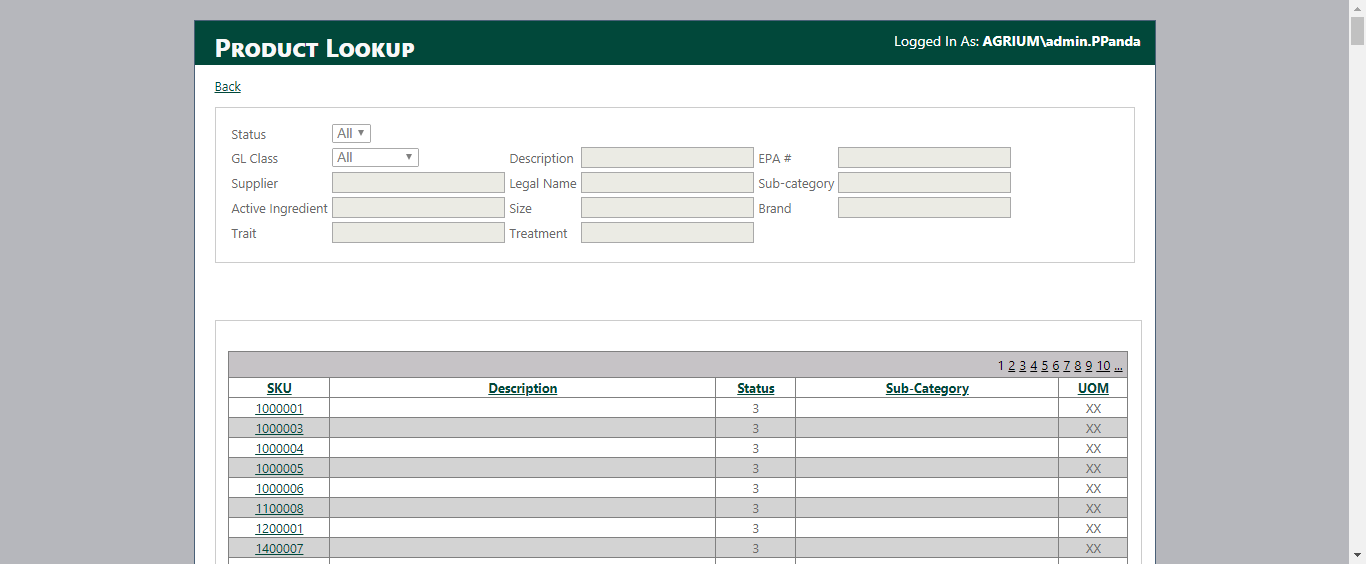 Product Lookup
Logged In As: AGRIUM\admin.PPanda
Back
Status All
GL Class All Description EPA #
Supplier Legal Name Sub-category
Active Ingredient Size Brand
Trait Treatment
1 2 3 4 5 6 7 8 9 10 ...
SKU Description Status Sub-Category UOM
1000001 3 XX
1000003 3 XX
1000004 3 XX
1000005 3 XX
1000006 3 XX
1100008 3 XX
1200001 3 XX
1400007 3 XX